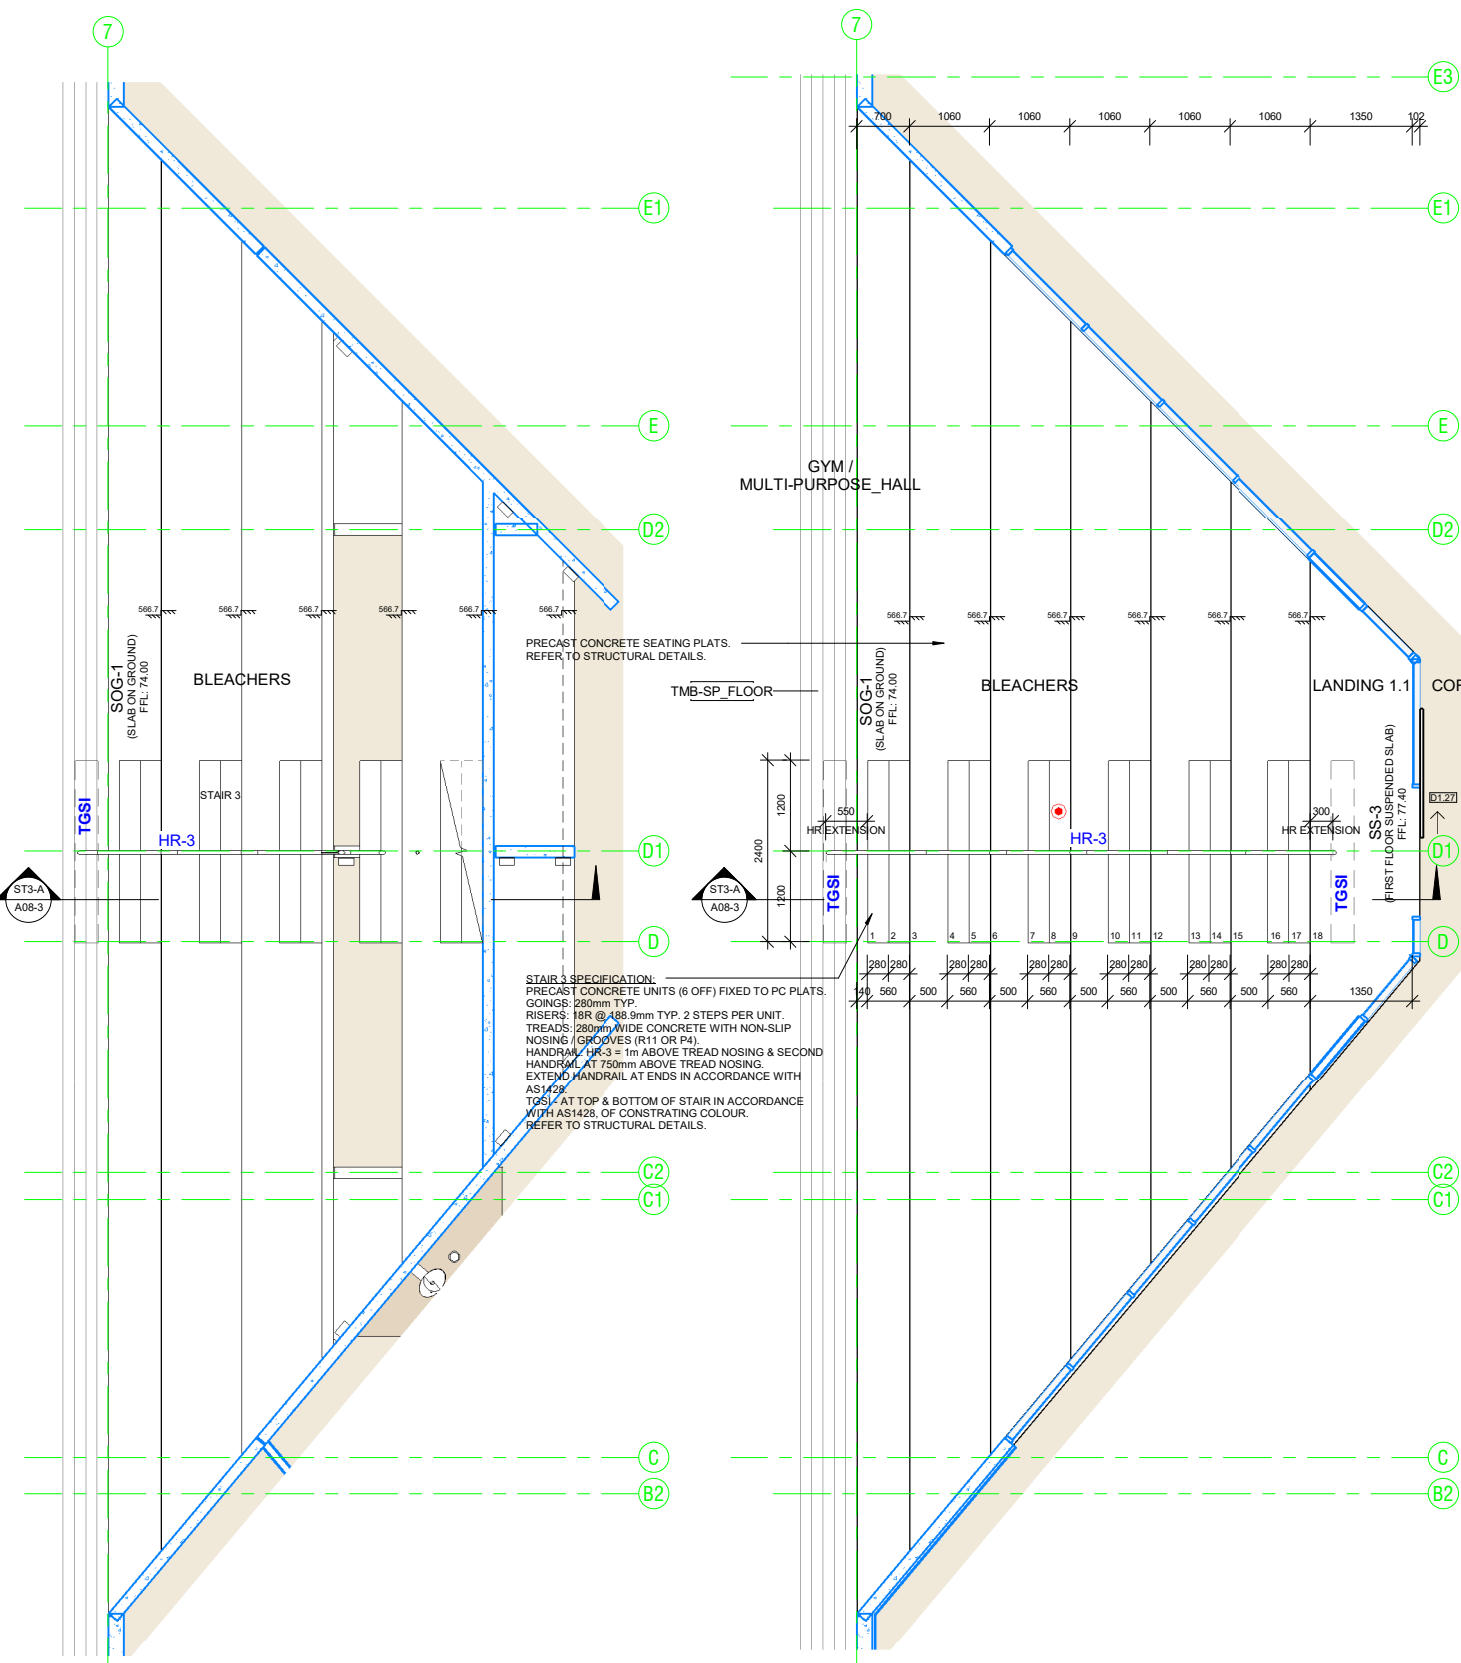 7
7
E3
700
1060
1060
1060
1060
1060
1350
102
E1
E1
E
E
GYM /
MULTI-PURPOSE_HALL
D2
D2
566.7
566.7
566.7
566.7
566.7
566.7
566.7
566.7
566.7
566.7
566.7
566.7
PRECAST CONCRETE SEATING PLATS.
REFER TO STRUCTURAL DETAILS.
SOG-1
(SLAB ON GROUND)
FFL: 74.00
BLEACHERS
TMB-SP_FLOOR
SOG-1
(SLAB ON GROUND)
FFL: 74.00
BLEACHERS
LANDING 1.1
STAIR 3
TGSI
HR-3
1200
2400
1200
550
HR EXTENSION
HR-3
300
HR EXTENSION
SS-3
(FIRST FLOOR SUSPENDED SLAB)
FFL: 77.40
D1.27
D1
D1
ST3-A
A08-3
ST3-A
A08-3
TGSI
TGSI
D
D
1 2 3 4 5 6 7 8 9 10 11 12 13 14 15 16 17 18
280 280 280 280 280 280 280 280 280 280 280 280
140 560 500 560 500 560 500 560 500 560 500 560 1350
STAIR 3 SPECIFICATION:
PRECAST CONCRETE UNITS (6 OFF) FIXED TO PC PLATS.
GOINGS: 280mm TYP.
RISERS: 18R @ 188.9mm TYP. 2 STEPS PER UNIT.
TREADS: 280mm WIDE CONCRETE WITH NON-SLIP
NOSING / GROOVES (R11 OR P4).
HANDRAIL: HR-3 = 1m ABOVE TREAD NOSING & SECOND
HANDRAIL AT 750mm ABOVE TREAD NOSING.
EXTEND HANDRAIL AT ENDS IN ACCORDANCE WITH
AS1428.
TGSI - AT TOP & BOTTOM OF STAIR IN ACCORDANCE
WITH AS1428, OF CONSTRATING COLOUR.
REFER TO STRUCTURAL DETAILS.
C2
C2
C1
C1
C
C
B2
B2